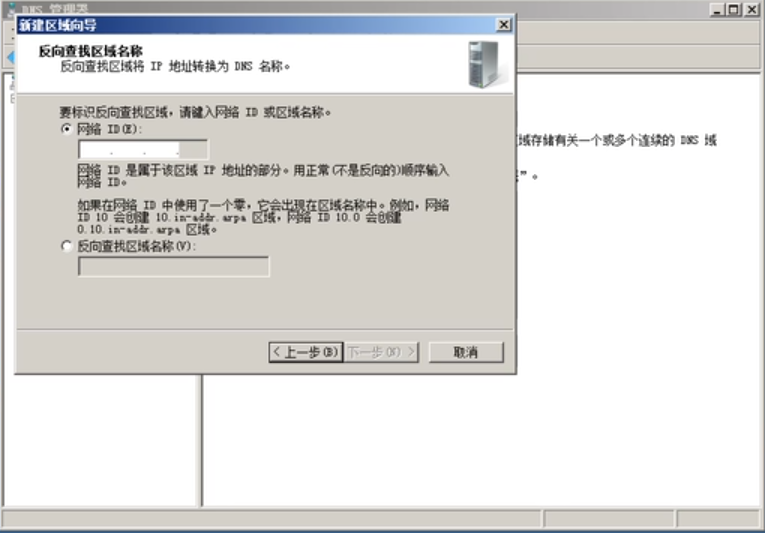 DNS 管理器
新建区域向导
反向查找区域名称
反向查找区域将 IP 地址转换为 DNS 名称。
要标识反向查找区域，请键入网络 ID 或区域名称。
网络 ID(E):
网络 ID 是属于该区域 IP 地址的部分。用正常(不是反向的)顺序输入
网络 ID。
如果在网络 ID 中使用了一个零，它会出现在区域名称中。例如，网络
ID 10 会创建 10.in-addr.arpa 区域，网络 ID 10.0 会创建
0.10.in-addr.arpa 区域。
反向查找区域名称(V):
< 上一步(B)
下一步(N) >
取消
域存储有关一个或多个连续的 DNS 域
”。